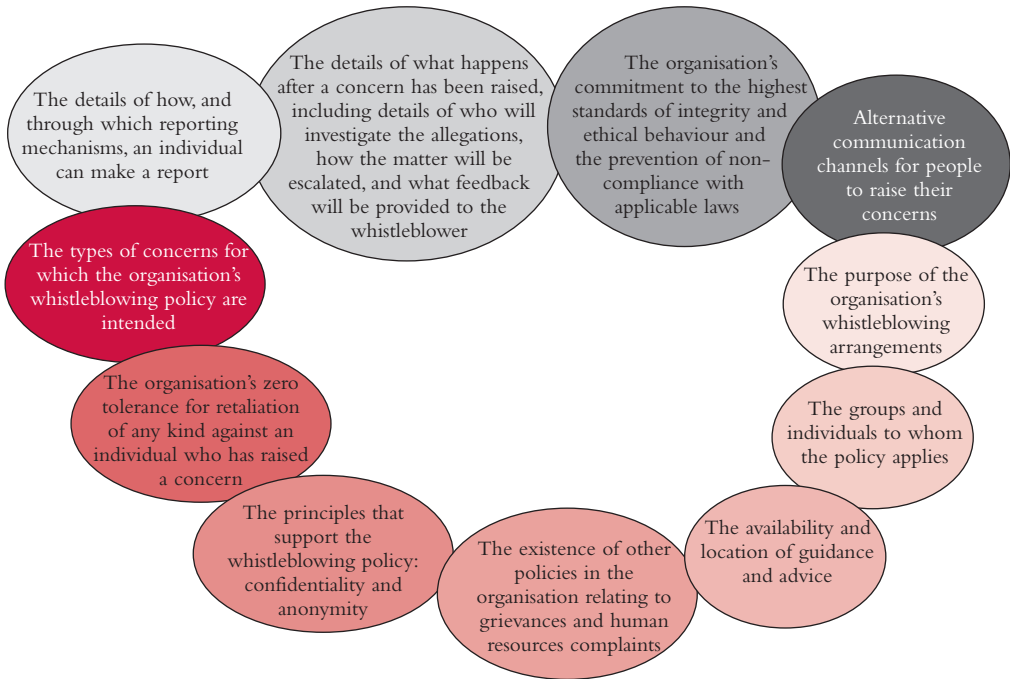 The details of how, and
through which reporting
mechanisms, an individual
can make a report
The details of what happens
after a concern has been raised,
including details of who will
investigate the allegations,
how the matter will be
escalated, and what feedback
will be provided to the
whistleblower
The organisation’s
commitment to the highest
standards of integrity and
ethical behaviour and
the prevention of non-
compliance with
applicable laws
Alternative
communication
channels for people
to raise their
concerns
The purpose of the
organisation’s
whistleblowing
arrangements
The groups and
individuals to whom
the policy applies
The availability and
location of guidance
and advice
The existence of other
policies in the
organisation relating to
grievances and human
resources complaints
The principles that
support the
whistleblowing policy:
confidentiality and
anonymity
The organisation’s zero
tolerance for retaliation
of any kind against an
individual who has raised
a concern
The types of concerns for
which the organisation’s
whistleblowing policy are
intended